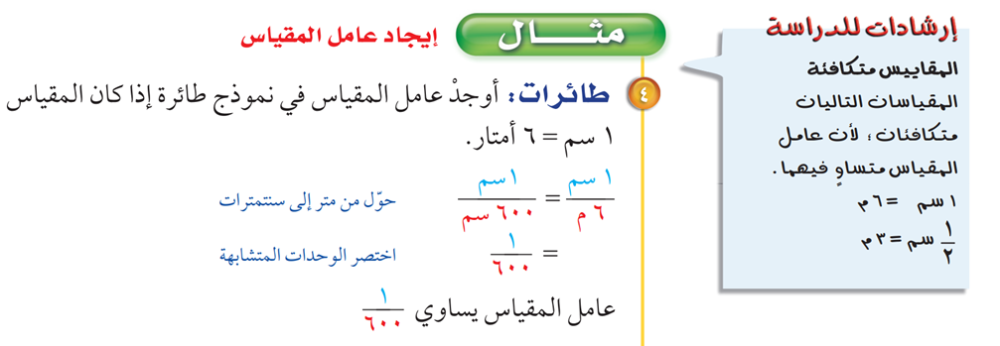 إرشادات للدراسة
المقاييس متكافئة
المقياسان التاليان
متكافئان ؛ لأن عامل
المقياس متساوٍ فيهما .
١ سم = ٦ م
١/٢ سم = ٣ م
مثـــال إيجاد عامل المقياس
٤ طائرات: أوجدْ عامل المقياس في نموذج طائرة إذا كان المقياس
١ سم = ٦ أمتار.
١ سم/٦ م = ١ سم/٦٠٠ سم حوّل من متر إلى سنتمترات
= ١/٦٠٠ اختصر الوحدات المتشابهة
عامل المقياس يساوي ١/٦٠٠